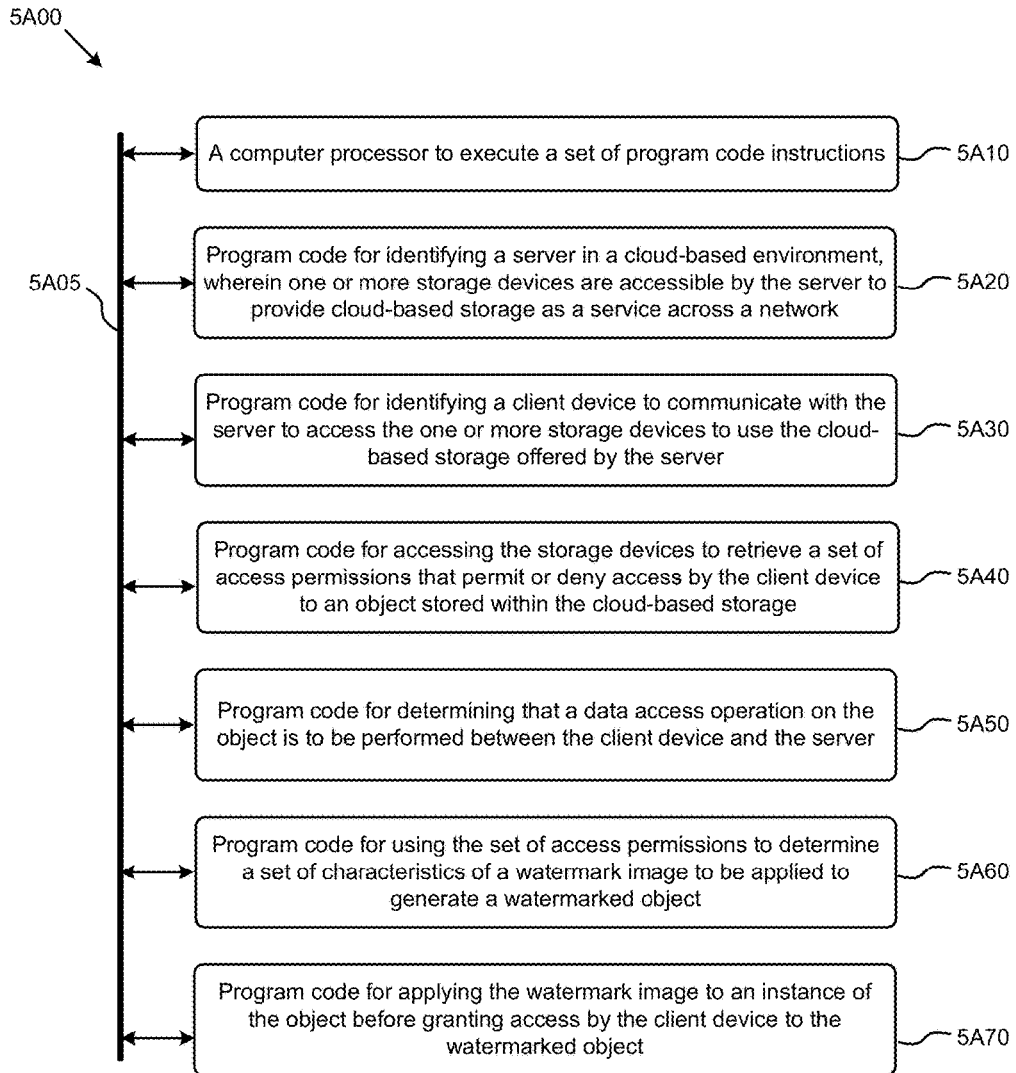 5A00
A computer processor to execute a set of program code instructions
5A10
Program code for identifying a server in a cloud-based environment,
wherein one or more storage devices are accessible by the server to
provide cloud-based storage as a service across a network
5A20
5A05
Program code for identifying a client device to communicate with the
server to access the one or more storage devices to use the cloud-
based storage offered by the server
5A30
Program code for accessing the storage devices to retrieve a set of
access permissions that permit or deny access by the client device
to an object stored within the cloud-based storage
5A40
Program code for determining that a data access operation on the
object is to be performed between the client device and the server
5A50
Program code for using the set of access permissions to determine
a set of characteristics of a watermark image to be applied to
generate a watermarked object
5A60
Program code for applying the watermark image to an instance of
the object before granting access by the client device to the
watermarked object
5A70